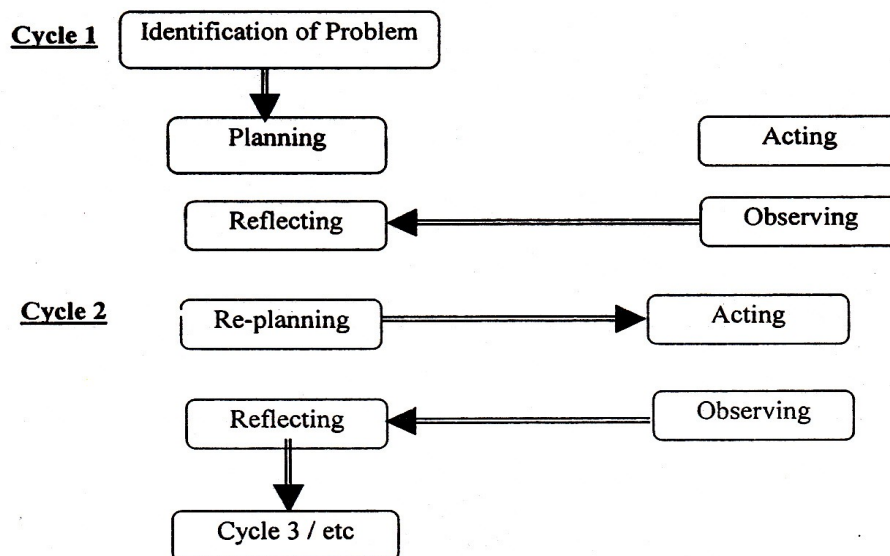 Cycle 1
Identification of Problem
Planning
Acting
Reflecting
Observing
Cycle 2
Re-planning
Acting
Reflecting
Observing
Cycle 3 / etc